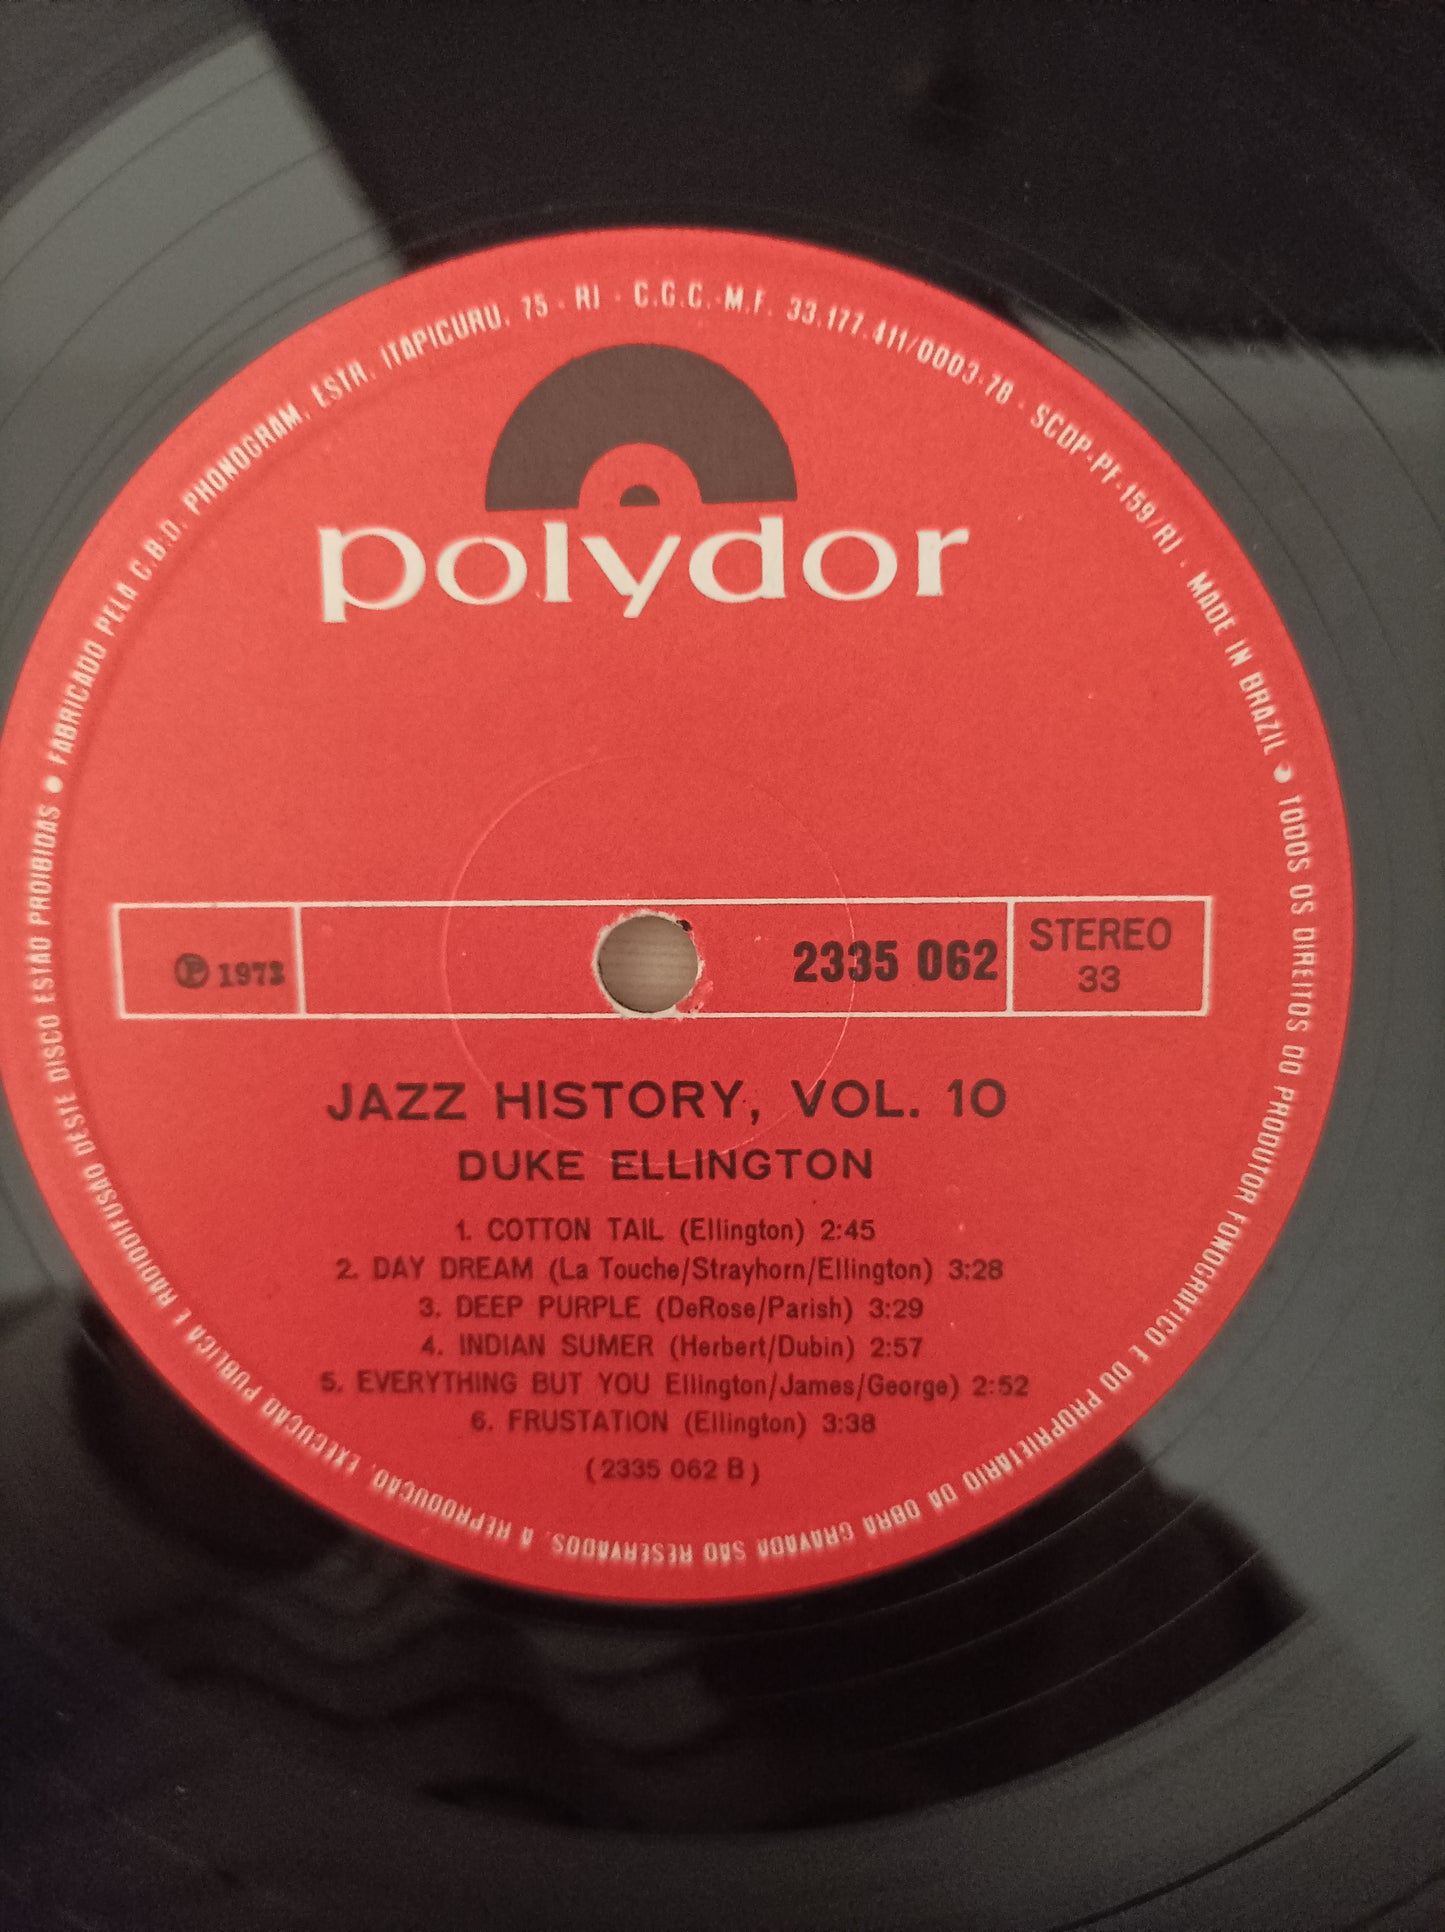 FABRICADO PELA C.B.D. PHONOGRAM, ESTR. ITAPICURU, 75 - RJ - C.G.C.-M.F. 33.177.411/0003-78 - SCDP-PF-159/RJ - MADE IN BRAZIL
TODOS OS DIREITOS DO PRODUTOR FONOGRÁFICO E DO PROPRIETÁRIO DA OBRA GRAVADA SÃO RESERVADOS. A REPRODUÇÃO, EXECUÇÃO PÚBLICA E RADIODIFUSÃO DESTE DISCO ESTÃO PROIBIDAS
polydor
℗ 1973
2335 062
STEREO
33
JAZZ HISTORY, VOL. 10
DUKE ELLINGTON
1. COTTON TAIL (Ellington) 2:45
2. DAY DREAM (La Touche/Strayhorn/Ellington) 3:28
3. DEEP PURPLE (DeRose/Parish) 3:29
4. INDIAN SUMER (Herbert/Dubin) 2:57
5. EVERYTHING BUT YOU Ellington/James/George) 2:52
6. FRUSTATION (Ellington) 3:38
(2335 062 B)